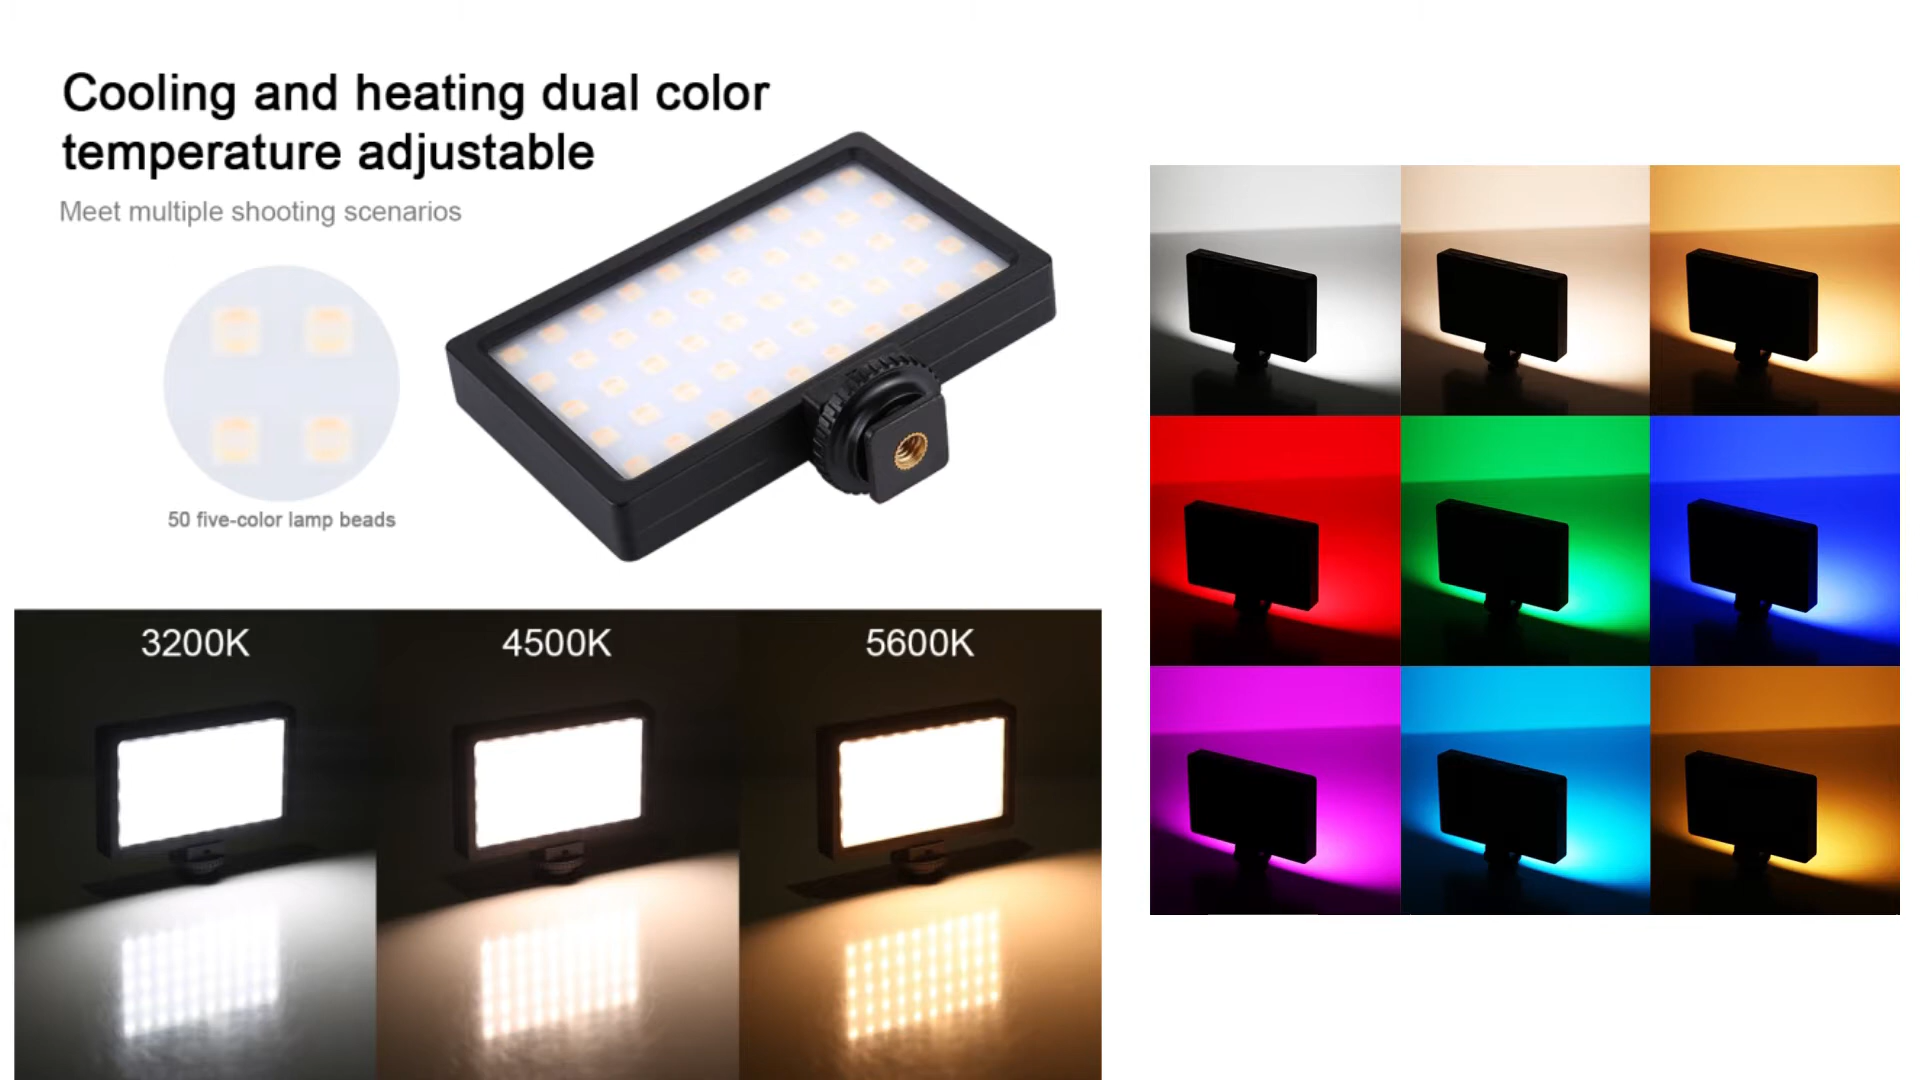 Cooling and heating dual color
temperature adjustable
Meet multiple shooting scenarios
50 five-color lamp beads
3200K
4500K
5600K